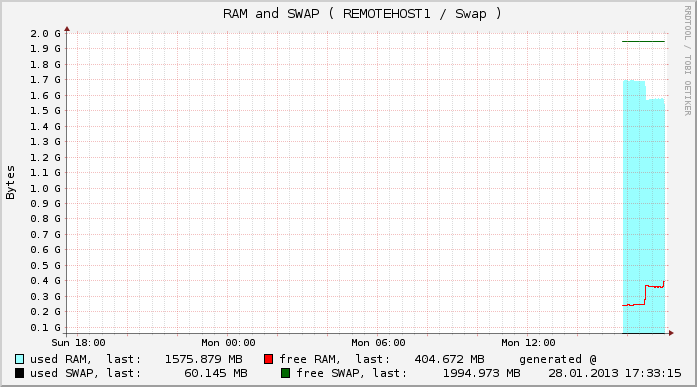 RAM and SWAP ( REMOTEHOST1 / Swap )
RRDTOOL / TOBI OETIKER
Bytes
2.0 G
1.9 G
1.8 G
1.7 G
1.6 G
1.5 G
1.4 G
1.3 G
1.2 G
1.1 G
1.0 G
0.9 G
0.8 G
0.7 G
0.6 G
0.5 G
0.4 G
0.3 G
0.2 G
0.1 G
Sun 18:00 Mon 00:00 Mon 06:00 Mon 12:00
used RAM, last: 1575.879 MB free RAM, last: 404.672 MB generated @
used SWAP, last: 60.145 MB free SWAP, last: 1994.973 MB 28.01.2013 17:33:15